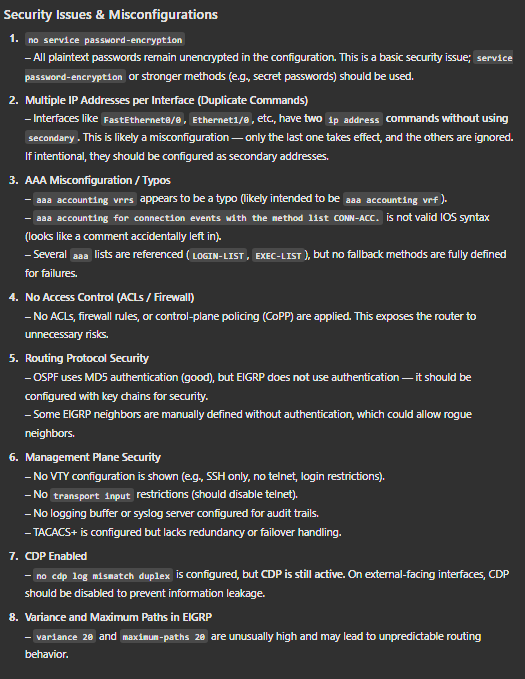 Security Issues & Misconfigurations
1. no service password-encryption
– All plaintext passwords remain unencrypted in the configuration. This is a basic security issue; service
password-encryption or stronger methods (e.g., secret passwords) should be used.
2. Multiple IP Addresses per Interface (Duplicate Commands)
– Interfaces like FastEthernet0/0, Ethernet1/0, etc., have two ip address commands without using
secondary. This is likely a misconfiguration — only the last one takes effect, and the others are ignored.
If intentional, they should be configured as secondary addresses.
3. AAA Misconfiguration / Typos
– aaa accounting vrrs appears to be a typo (likely intended to be aaa accounting vrf).
– aaa accounting for connection events with the method list CONN-ACC. is not valid IOS syntax
(looks like a comment accidentally left in).
– Several aaa lists are referenced (LOGIN-LIST, EXEC-LIST), but no fallback methods are fully defined
for failures.
4. No Access Control (ACLs / Firewall)
– No ACLs, firewall rules, or control-plane policing (CoPP) are applied. This exposes the router to
unnecessary risks.
5. Routing Protocol Security
– OSPF uses MD5 authentication (good), but EIGRP does not use authentication — it should be
configured with key chains for security.
– Some EIGRP neighbors are manually defined without authentication, which could allow rogue
neighbors.
6. Management Plane Security
– No VTY configuration is shown (e.g., SSH only, no telnet, login restrictions).
– No transport input restrictions (should disable telnet).
– No logging buffer or syslog server configured for audit trails.
– TACACS+ is configured but lacks redundancy or failover handling.
7. CDP Enabled
– no cdp log mismatch duplex is configured, but CDP is still active. On external-facing interfaces, CDP
should be disabled to prevent information leakage.
8. Variance and Maximum Paths in EIGRP
– variance 20 and maximum-paths 20 are unusually high and may lead to unpredictable routing
behavior.